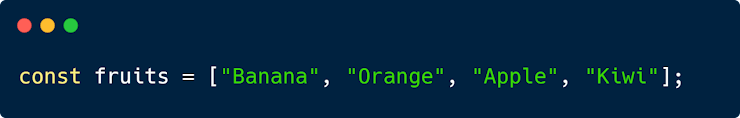 const fruits = ["Banana", "Orange", "Apple", "Kiwi"];